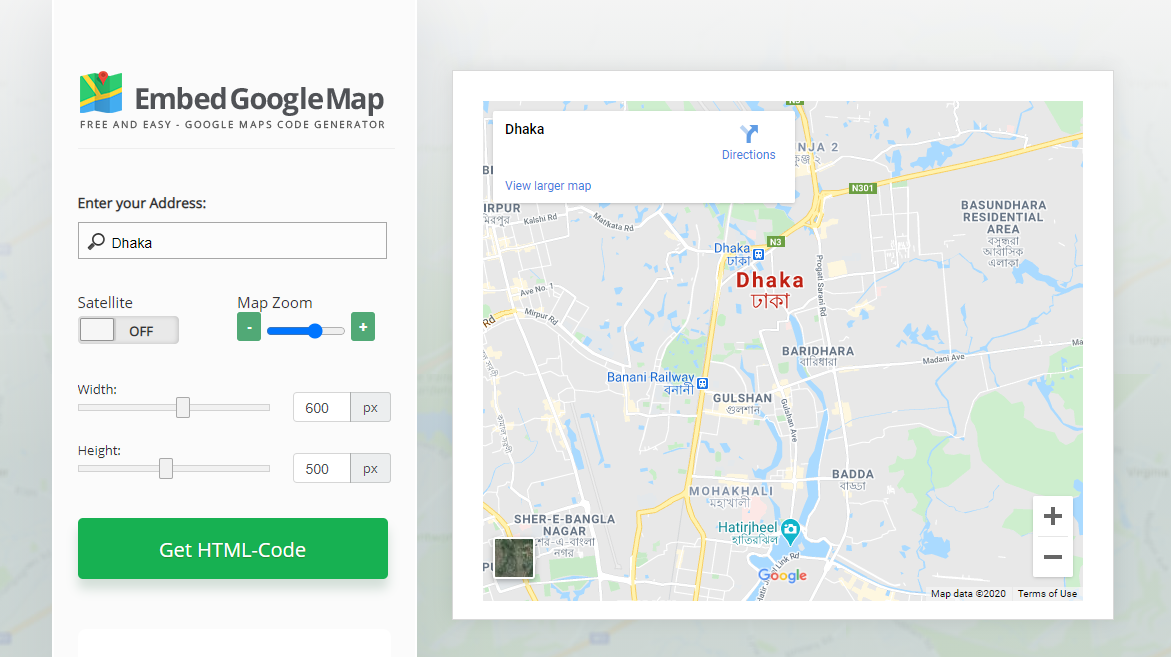 Embed Google Map
FREE AND EASY - GOOGLE MAPS CODE GENERATOR
Enter your Address:
Dhaka
Satellite
Map Zoom
OFF
-
+
Width:
600
px
Height:
500
px
Get HTML-Code
Dhaka
Directions
View larger map
N301
BASUNDHARA
RESIDENTIAL
AREA
বসুন্ধরা
আবাসিক
এলাকা
Kalshi Rd
Matikata Rd
Dhaka
ঢাকা
N3
Dhaka
ঢাকা
Progati Sarani Rd
Ave No. 1
Mirpur Rd
BARIDHARA
বারিধারা
Madani Ave
Banani Railway
বনানী
GULSHAN
গুলশান
Gulshan Ave
BADDA
বাড্ডা
MOHAKHALI
মহাখালী
SHER-E-BANGLA
NAGAR
শের-এ-বাংলা
নগর
Hatirjheel
হাতিরঝিল
Link Rd
Google
Map data ©2020
Terms of Use